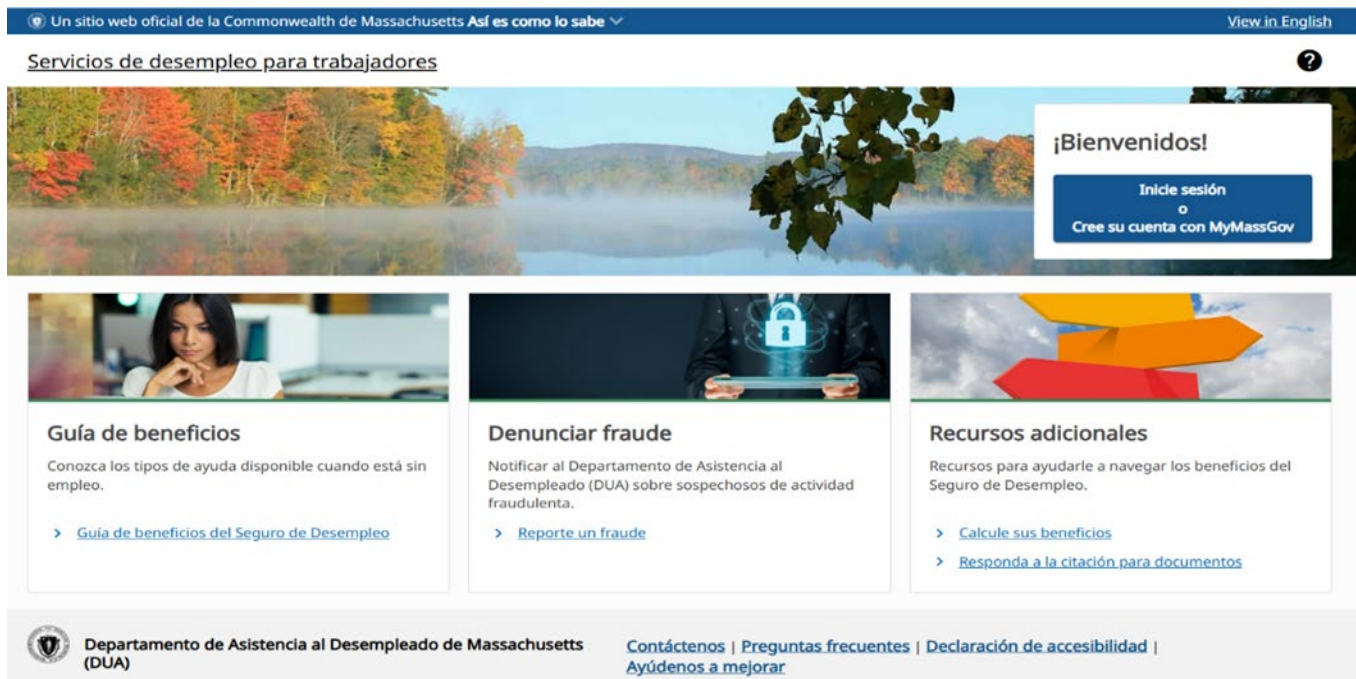 Un sitio web oficial de la Commonwealth de Massachusetts Así es como lo sabe
View in English
Servicios de desempleo para trabajadores
?
¡Bienvenidos!
Inicie sesión
o
Cree su cuenta con MyMassGov
Guía de beneficios
Conozca los tipos de ayuda disponible cuando está sin
empleo.
Guía de beneficios del Seguro de Desempleo
Denunciar fraude
Notificar al Departamento de Asistencia al
Desempleado (DUA) sobre sospechosos de actividad
fraudulenta.
Reporte un fraude
Recursos adicionales
Recursos para ayudarle a navegar los beneficios del
Seguro de Desempleo.
Calcule sus beneficios
Responda a la citación para documentos
Departamento de Asistencia al Desempleado de Massachusetts
(DUA)
Contáctenos | Preguntas frecuentes | Declaración de accesibilidad |
Ayúdenos a mejorar